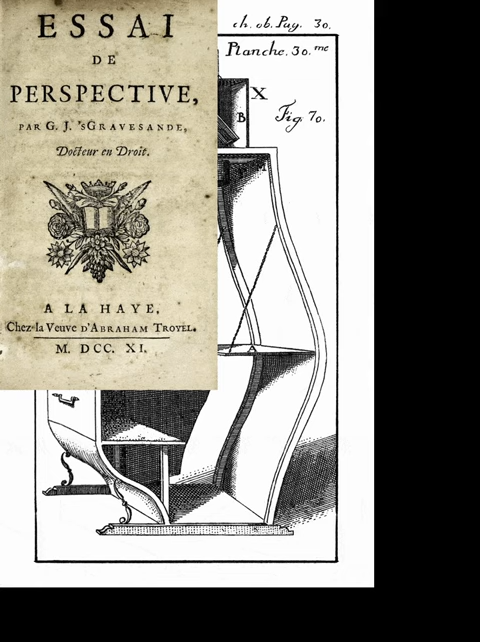 ESSAI
DE
PERSPECTIVE,
PAR G. J. 'sGRAVESANDE,
Docteur en Droit.
A LA HAYE,
Chez la Veuve D'ABRAHAM TROYEL.
M. DCC. XI.
ch. ob. Pag. 30.
Planche. 30.me
X
B
Fig. 70.
A